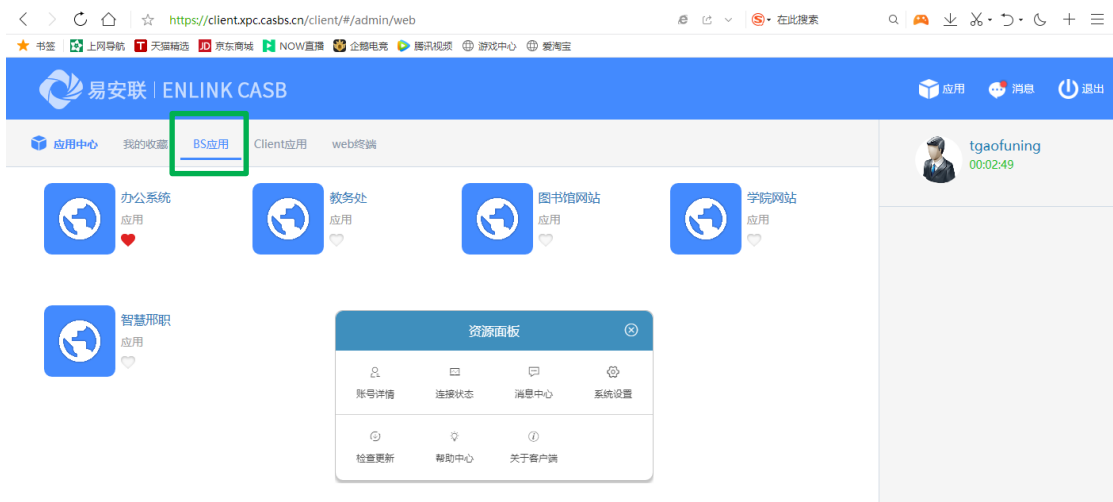 https://client.xpc.casbs.cn/client/#/admin/web
在此搜索
书签 上网导航 天猫精选 京东商城 NOW直播 企鹅电竞 腾讯视频 游戏中心 爱淘宝
易安联 | ENLINK CASB
应用 消息 退出
应用中心 我的收藏 BS应用 Client应用 web终端
tgaofuning
00:02:49
办公系统
应用
教务处
应用
图书馆网站
应用
学院网站
应用
智慧邢职
应用
资源面板
账号详情 连接状态 消息中心 系统设置
检查更新 帮助中心 关于客户端